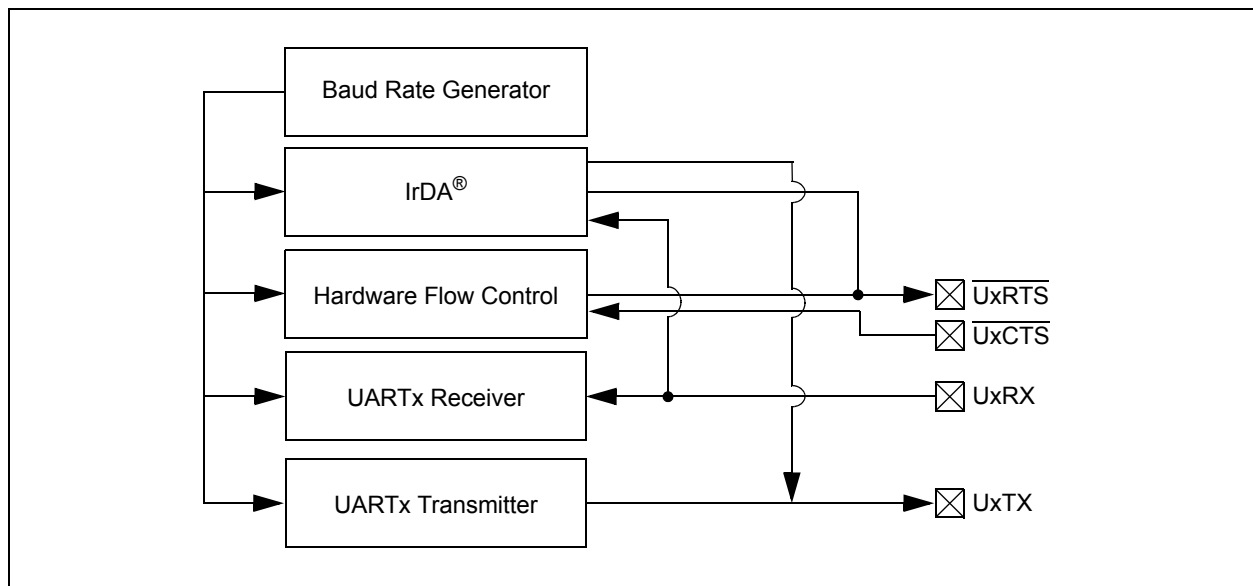 Baud Rate Generator
IrDA®
Hardware Flow Control
UxRTS
UxCTS
UARTx Receiver
UxRX
UARTx Transmitter
UxTX